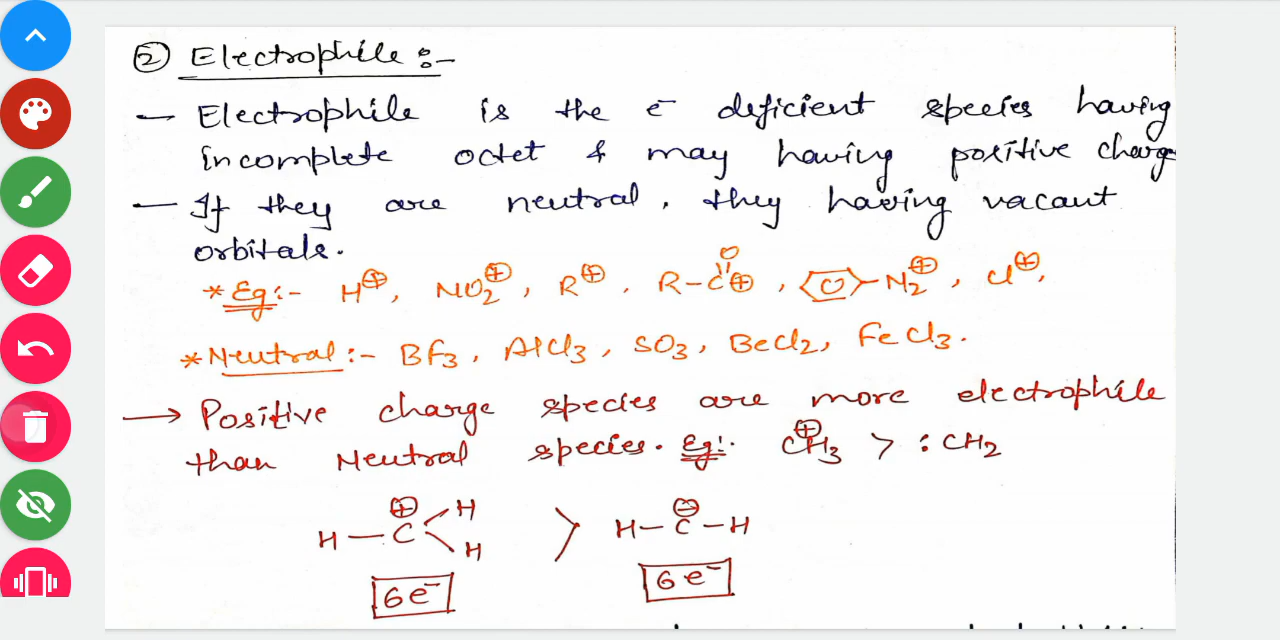 ② Electrophile :-
- Electrophile is the e⁻ deficient species having
incomplete octet & may having positive charg
- If they are neutral, they having vacant
orbitals.
O
*Eg:- H⊕, NO₂⊕, R⊕, R-C⊕, -N₂⊕, Cl⊕,
*Neutral :- BF₃, AlCl₃, SO₃, BeCl₂, FeCl₃.
→ Positive charge species are more electrophile
than Neutral species. Eg:. C⊕H₃ > :CH₂
⊕ H ⊖
H-C > H-C-H
H
6e⁻ 6e⁻